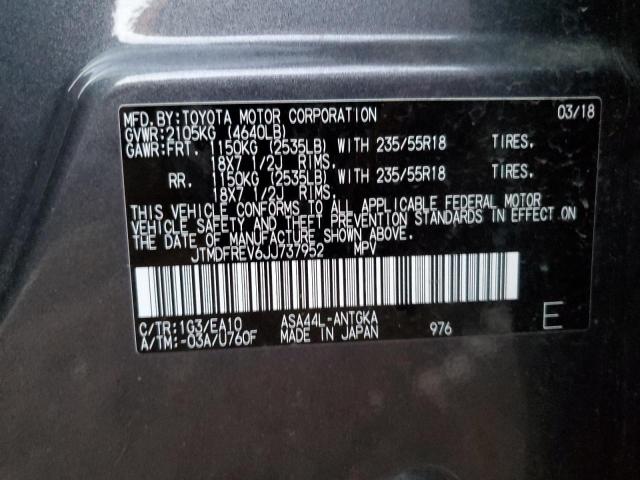 MFD.BY:TOYOTA MOTOR CORPORATION 03/18
GVWR:2105KG (4640LB)
GAWR:FRT. 1150KG (2535LB) WITH 235/55R18 TIRES.
18X7 1/2J RIMS.
RR. 1150KG (2535LB) WITH 235/55R18 TIRES.
18X7 1/2J RIMS.
THIS VEHICLE CONFORMS TO ALL APPLICABLE FEDERAL MOTOR
VEHICLE SAFETY AND THEFT PREVENTION STANDARDS IN EFFECT ON
THE DATE OF MANUFACTURE SHOWN ABOVE.
JTMDFREV6JJ737952 MPV
C/TR:1G3/EA10 ASA44L-ANTGKA E
A/TM:-03A/U760F MADE IN JAPAN 976